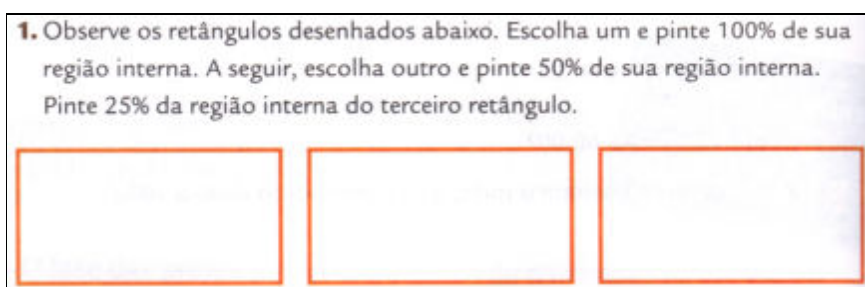 1. Observe os retângulos desenhados abaixo. Escolha um e pinte 100% de sua
região interna. A seguir, escolha outro e pinte 50% de sua região interna.
Pinte 25% da região interna do terceiro retângulo.